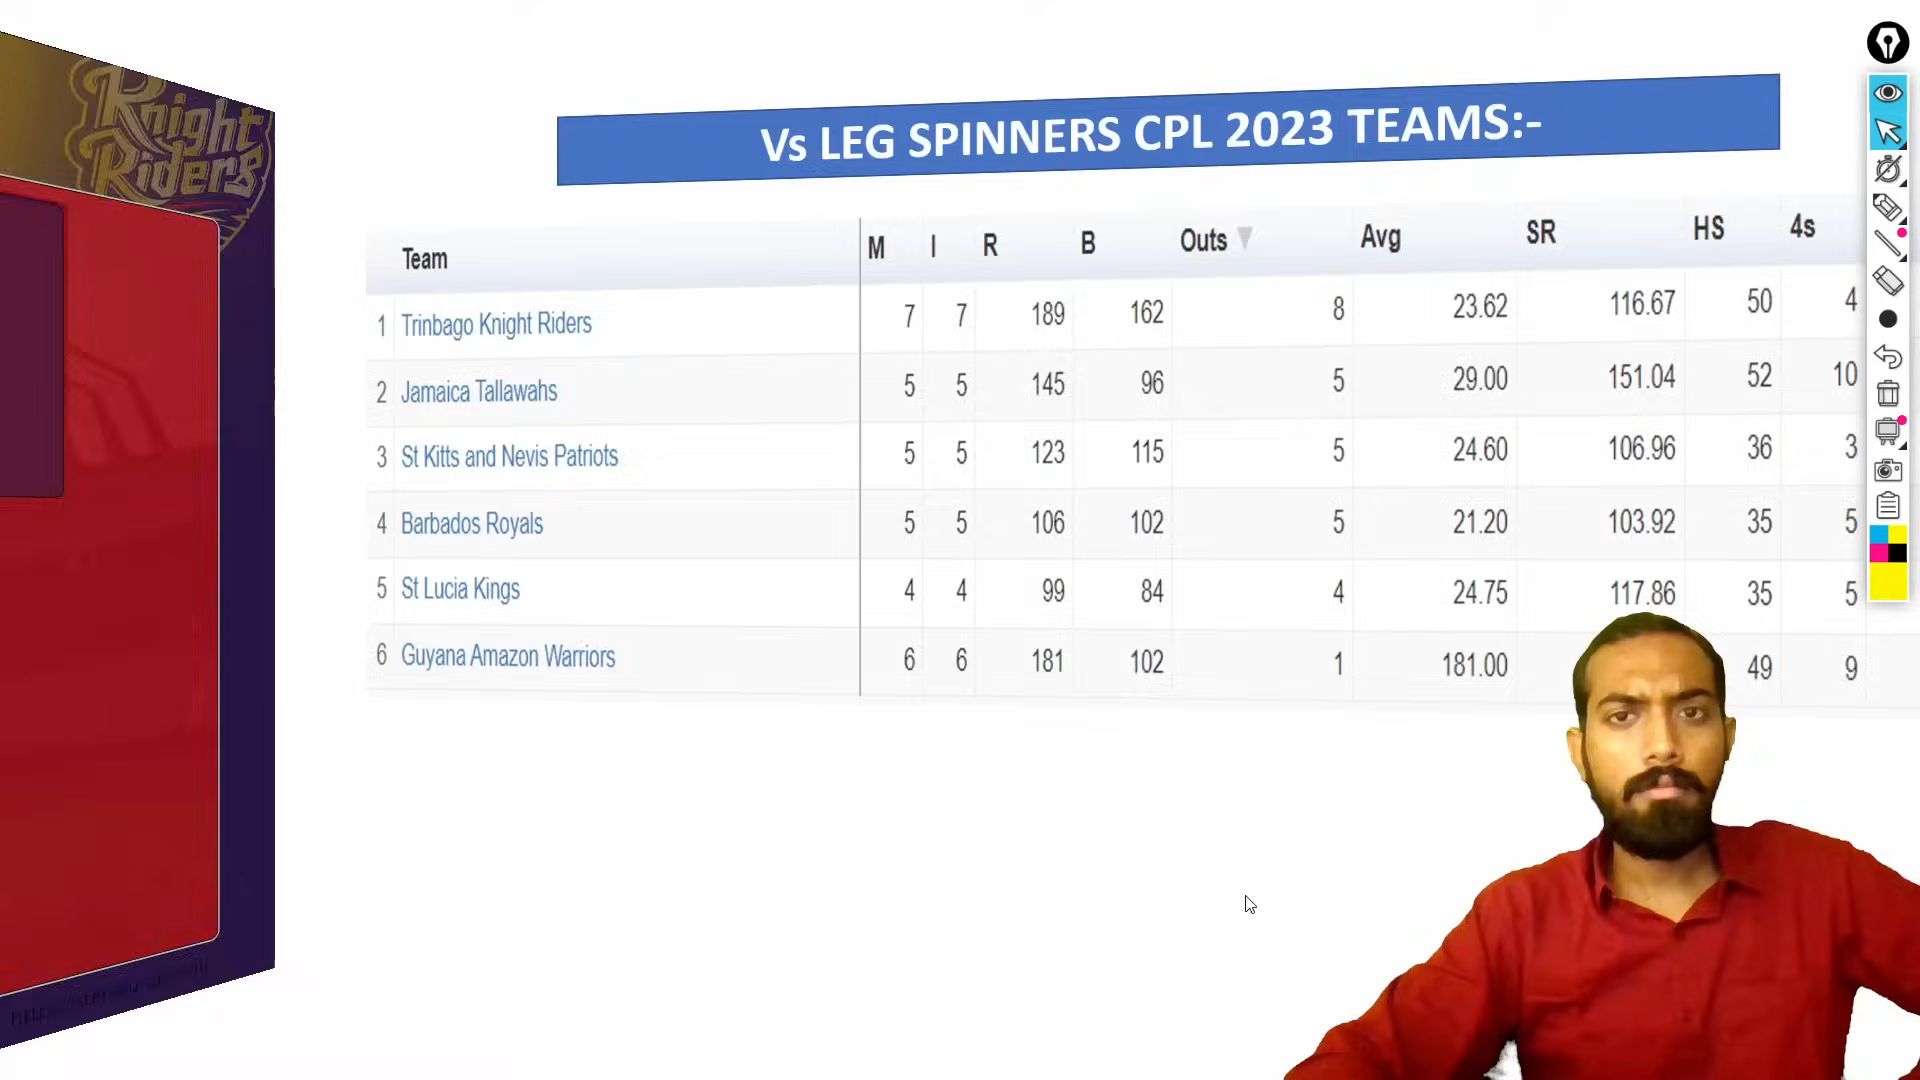 Knight
Riders
Vs LEG SPINNERS CPL 2023 TEAMS:-
Team M I R B Outs Avg SR HS 4s
1 Trinbago Knight Riders 7 7 189 162 8 23.62 116.67 50 4
2 Jamaica Tallawahs 5 5 145 96 5 29.00 151.04 52 10
3 St Kitts and Nevis Patriots 5 5 123 115 5 24.60 106.96 36 3
4 Barbados Royals 5 5 106 102 5 21.20 103.92 35 5
5 St Lucia Kings 4 4 99 84 4 24.75 117.86 35 5
6 Guyana Amazon Warriors 6 6 181 102 1 181.00 49 9